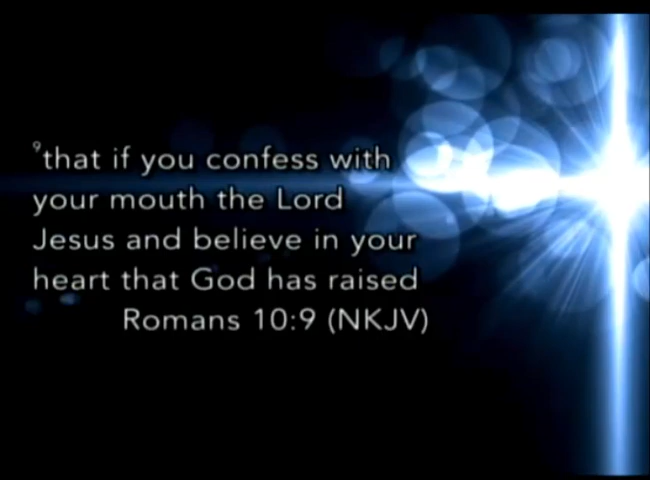 ⁹that if you confess with
your mouth the Lord
Jesus and believe in your
heart that God has raised
Romans 10:9 (NKJV)